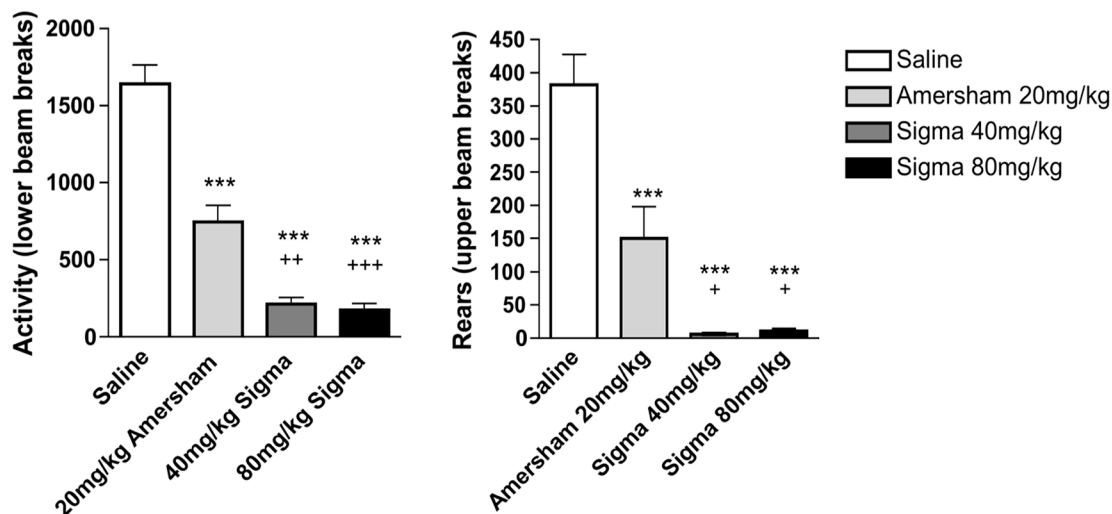 Activity (lower beam breaks)
2000
1500
1000
500
0
***
***
++
***
+++
Saline
20mg/kg Amersham
40mg/kg Sigma
80mg/kg Sigma
Rears (upper beam breaks)
450
400
350
300
250
200
150
100
50
0
***
***
+
***
+
Saline
Amersham 20mg/kg
Sigma 40mg/kg
Sigma 80mg/kg
Saline
Amersham 20mg/kg
Sigma 40mg/kg
Sigma 80mg/kg